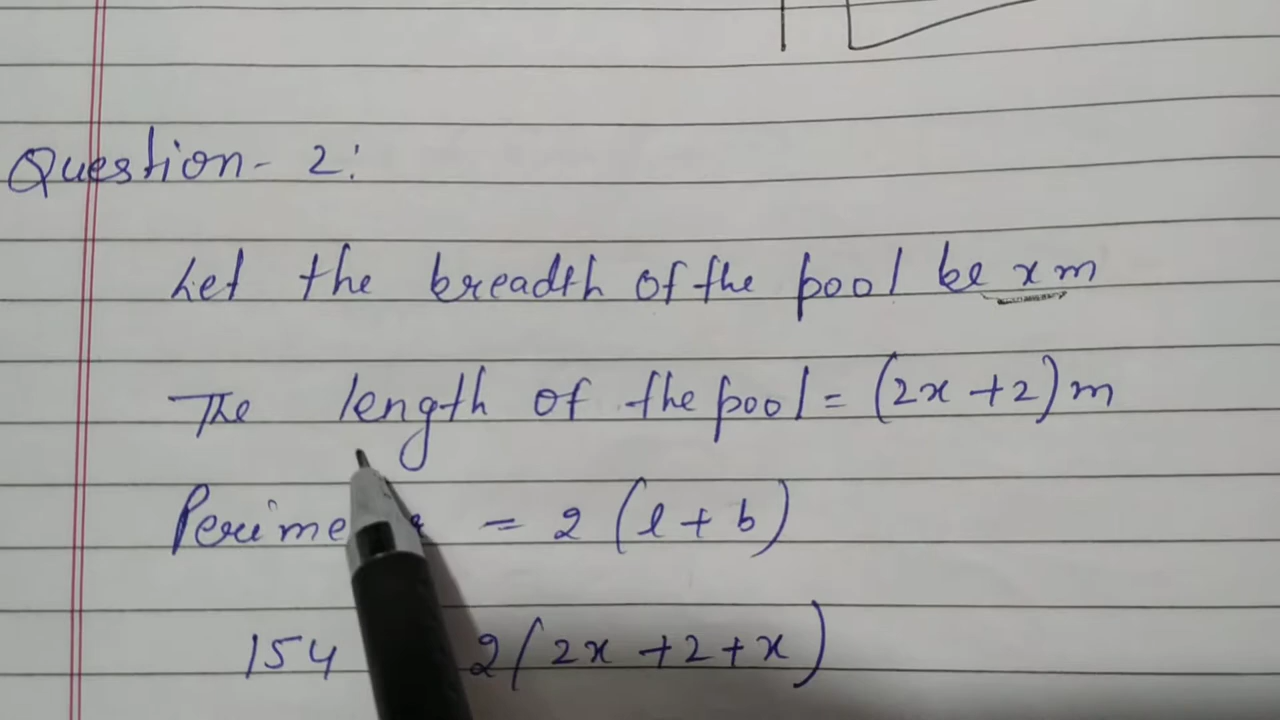 Question- 2:
Let the breadth of the pool be x m
The length of the pool = (2x +2) m
= 2 (l + b)
154 2(2x +2+x)